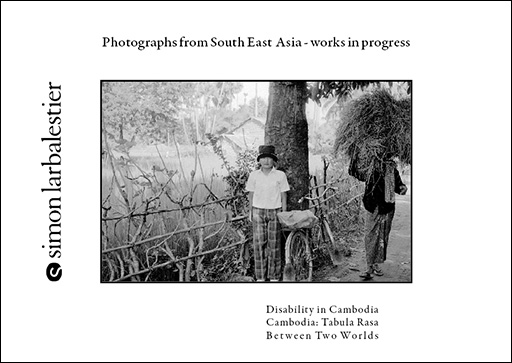 Photographs from South East Asia - works in progress
simon larbalestier
Disability in Cambodia
Cambodia: Tabula Rasa
Between Two Worlds